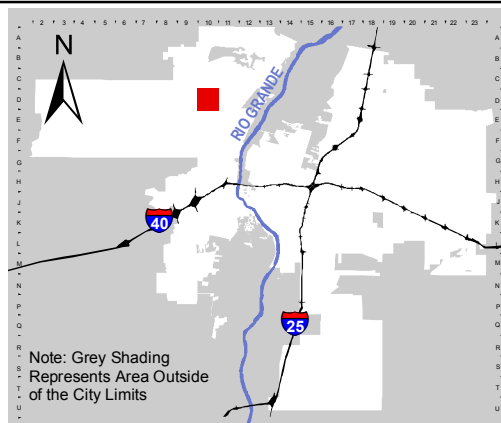 2 3 4 5 6 7 8 9 10 11 12 13 14 15 16 17 18 19 20 21 22 23
A A
B B
C C
D D
E E
F F
G G
H H
J J
K K
L L
M M
N N
P P
Q Q
R R
S S
T T
U U
N
RIO GRANDE
40
25
Note: Grey Shading
Represents Area Outside
of the City Limits